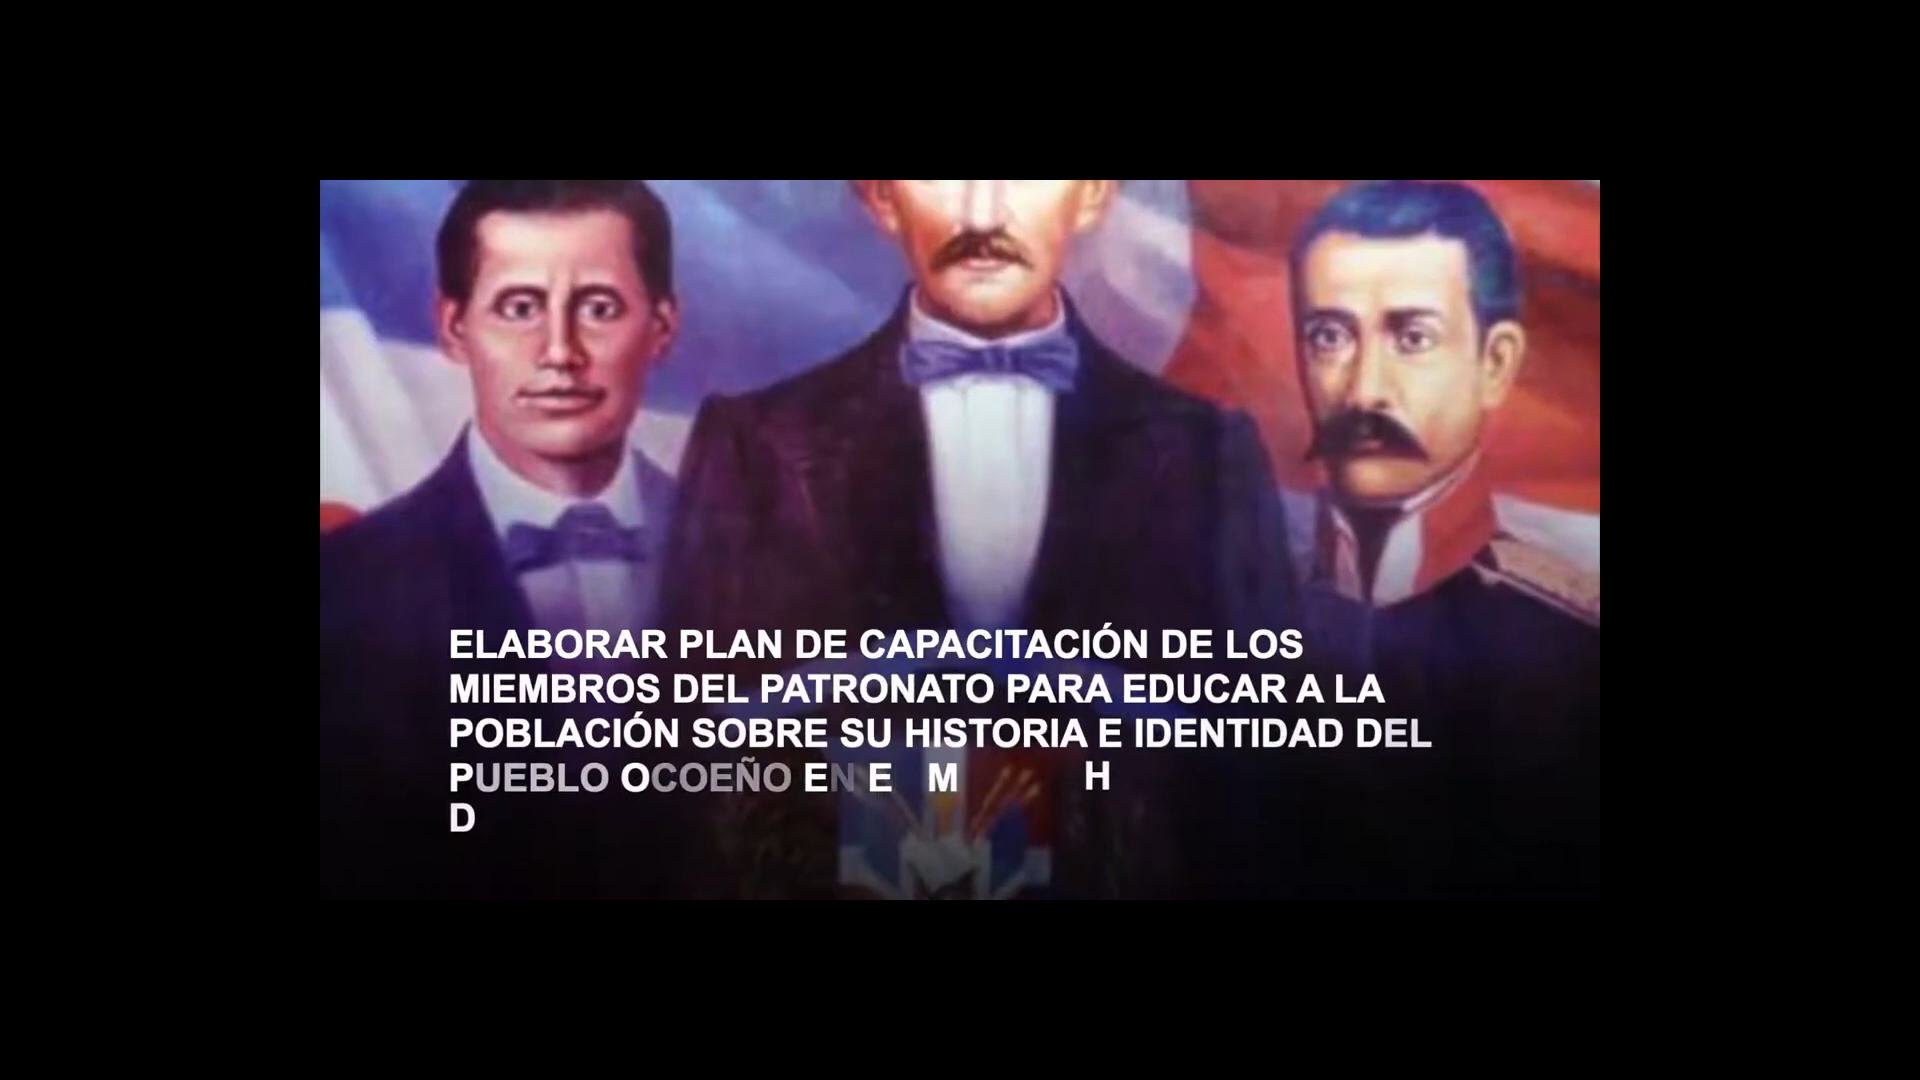 ELABORAR PLAN DE CAPACITACIÓN DE LOS
MIEMBROS DEL PATRONATO PARA EDUCAR A LA
POBLACIÓN SOBRE SU HISTORIA E IDENTIDAD DEL
PUEBLO OCOEÑO EN E M H
D